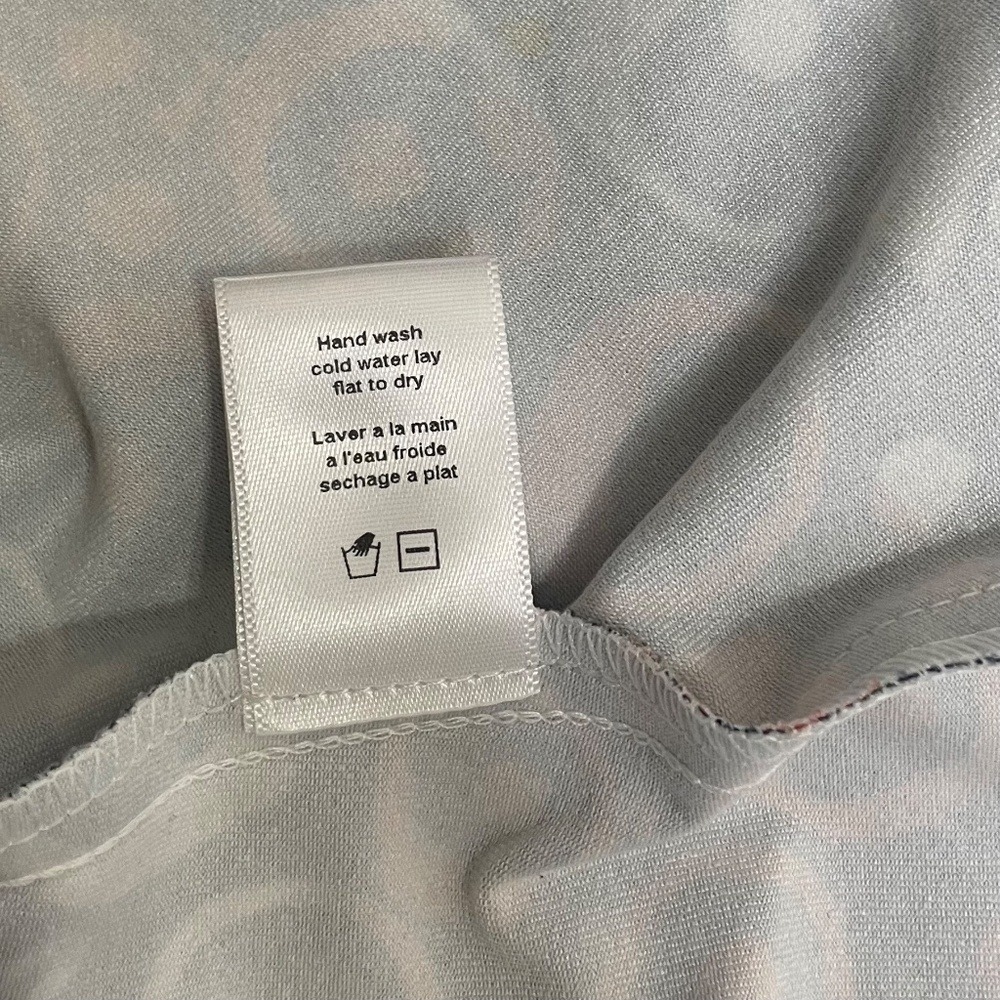 Hand wash
cold water lay
flat to dry
Laver a la main
a l'eau froide
sechage a plat